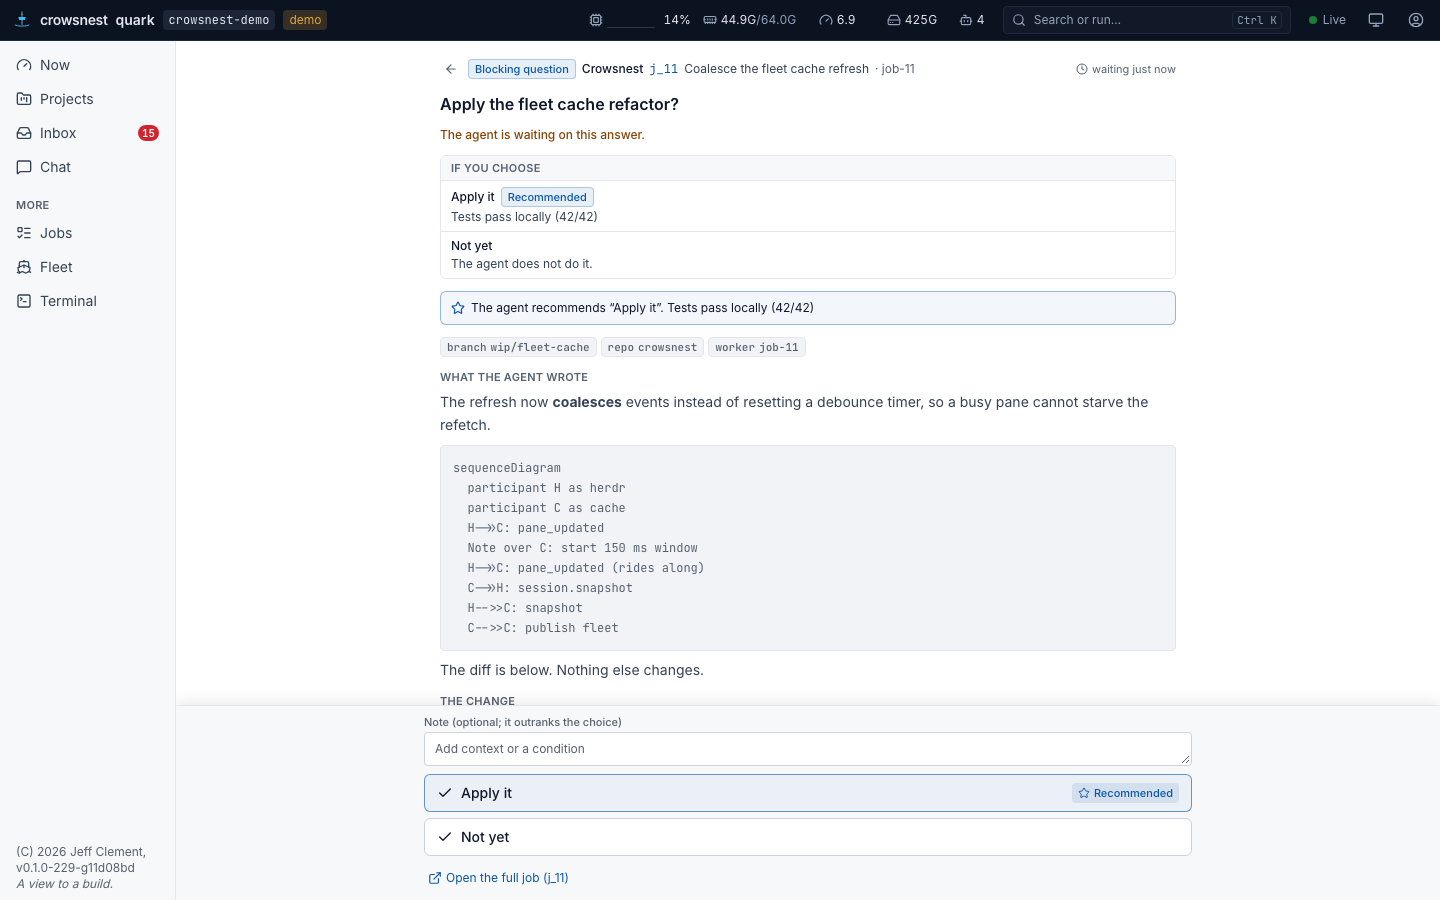 crowsnest quark crowsnest-demo demo 14% 44.9G/64.0G 6.9 425G 4 Search or run... Ctrl K Live
Now
Projects
Inbox 15
Chat
MORE
Jobs
Fleet
Terminal
(C) 2026 Jeff Clement,
v0.1.0-229-g11d08bd
A view to a build.
Blocking question Crowsnest j_11 Coalesce the fleet cache refresh · job-11 waiting just now
Apply the fleet cache refactor?
The agent is waiting on this answer.
IF YOU CHOOSE
Apply it Recommended
Tests pass locally (42/42)
Not yet
The agent does not do it.
The agent recommends “Apply it”. Tests pass locally (42/42)
branch wip/fleet-cache repo crowsnest worker job-11
WHAT THE AGENT WROTE
The refresh now coalesces events instead of resetting a debounce timer, so a busy pane cannot starve the
refetch.
sequenceDiagram
participant H as herdr
participant C as cache
H->>C: pane_updated
Note over C: start 150 ms window
H->>C: pane_updated (rides along)
C->>H: session.snapshot
H-->>C: snapshot
C-->>C: publish fleet
The diff is below. Nothing else changes.
THE CHANGE
Note (optional; it outranks the choice)
Add context or a condition
Apply it Recommended
Not yet
Open the full job (j_11)